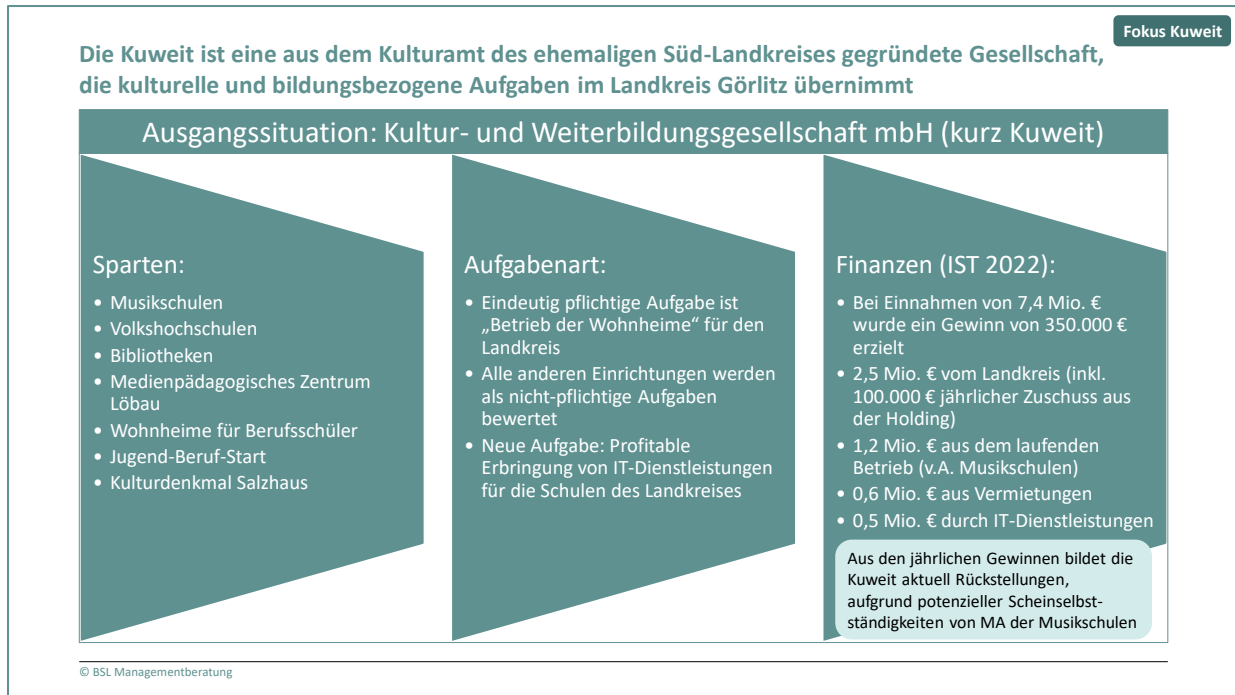 Fokus Kuweit
Die Kuweit ist eine aus dem Kulturamt des ehemaligen Süd-Landkreises gegründete Gesellschaft,
die kulturelle und bildungsbezogene Aufgaben im Landkreis Görlitz übernimmt
Ausgangssituation: Kultur- und Weiterbildungsgesellschaft mbH (kurz Kuweit)
Sparten:
• Musikschulen
• Volkshochschulen
• Bibliotheken
• Medienpädagogisches Zentrum
Löbau
• Wohnheime für Berufsschüler
• Jugend-Beruf-Start
• Kulturdenkmal Salzhaus
Aufgabenart:
• Eindeutig pflichtige Aufgabe ist
„Betrieb der Wohnheime“ für den
Landkreis
• Alle anderen Einrichtungen werden
als nicht-pflichtige Aufgaben
bewertet
• Neue Aufgabe: Profitable
Erbringung von IT-Dienstleistungen
für die Schulen des Landkreises
Finanzen (IST 2022):
• Bei Einnahmen von 7,4 Mio. €
wurde ein Gewinn von 350.000 €
erzielt
• 2,5 Mio. € vom Landkreis (inkl.
100.000 € jährlicher Zuschuss aus
der Holding)
• 1,2 Mio. € aus dem laufenden
Betrieb (v.A. Musikschulen)
• 0,6 Mio. € aus Vermietungen
• 0,5 Mio. € durch IT-Dienstleistungen
Aus den jährlichen Gewinnen bildet die
Kuweit aktuell Rückstellungen,
aufgrund potenzieller Scheinselbst-
ständigkeiten von MA der Musikschulen
© BSL Managementberatung